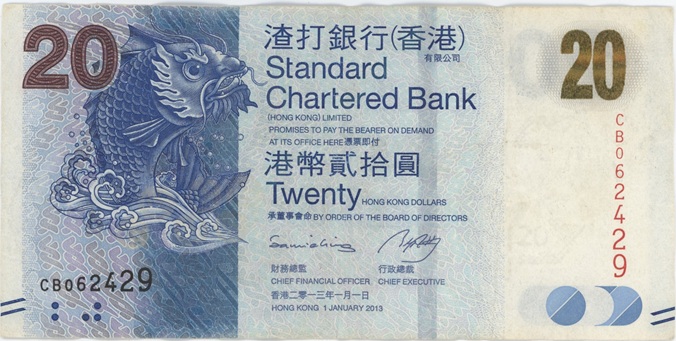 20
渣打銀行(香港)
有限公司
Standard
Chartered Bank
(HONG KONG) LIMITED
PROMISES TO PAY THE BEARER ON DEMAND
AT ITS OFFICE HERE 憑票即付
港幣貳拾圓
Twenty HONG KONG DOLLARS
承董事會命 BY ORDER OF THE BOARD OF DIRECTORS
財務總監 行政總裁
CHIEF FINANCIAL OFFICER CHIEF EXECUTIVE
香港二零一三年一月一日
HONG KONG 1 JANUARY 2013
CB062429
20
CB062429